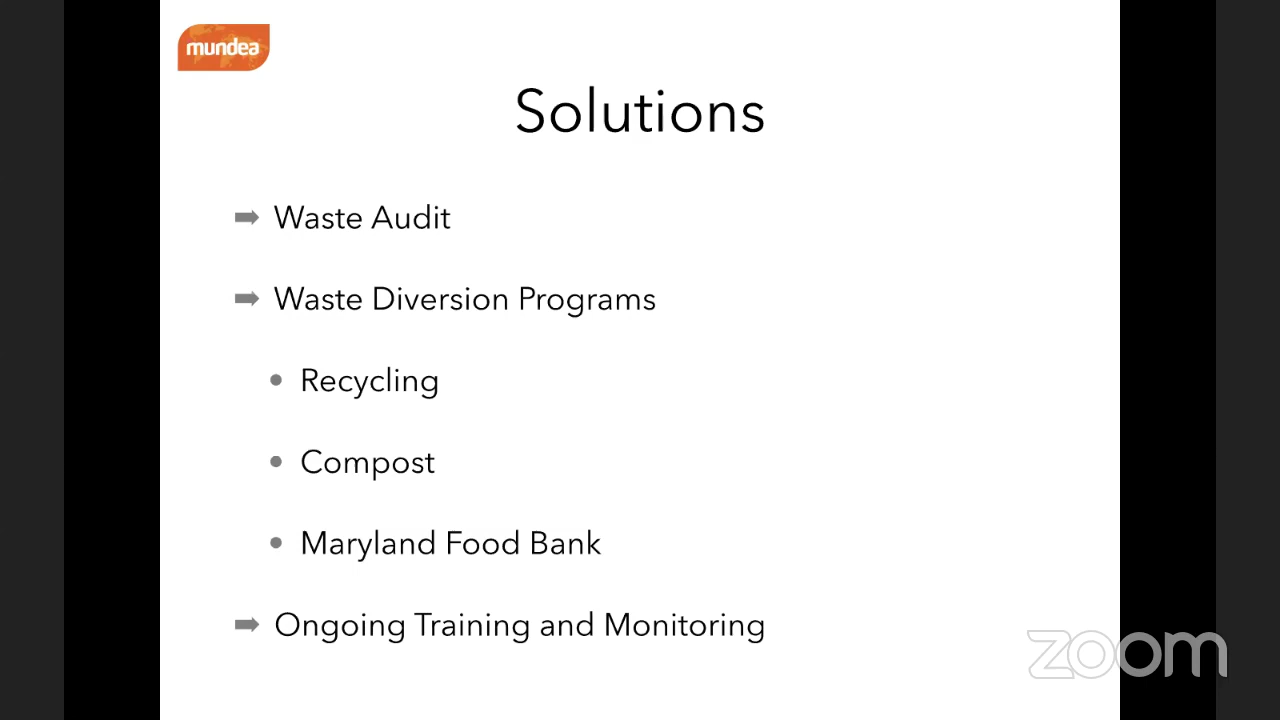 mundea
Solutions
➡ Waste Audit
➡ Waste Diversion Programs
• Recycling
• Compost
• Maryland Food Bank
➡ Ongoing Training and Monitoring
zoom